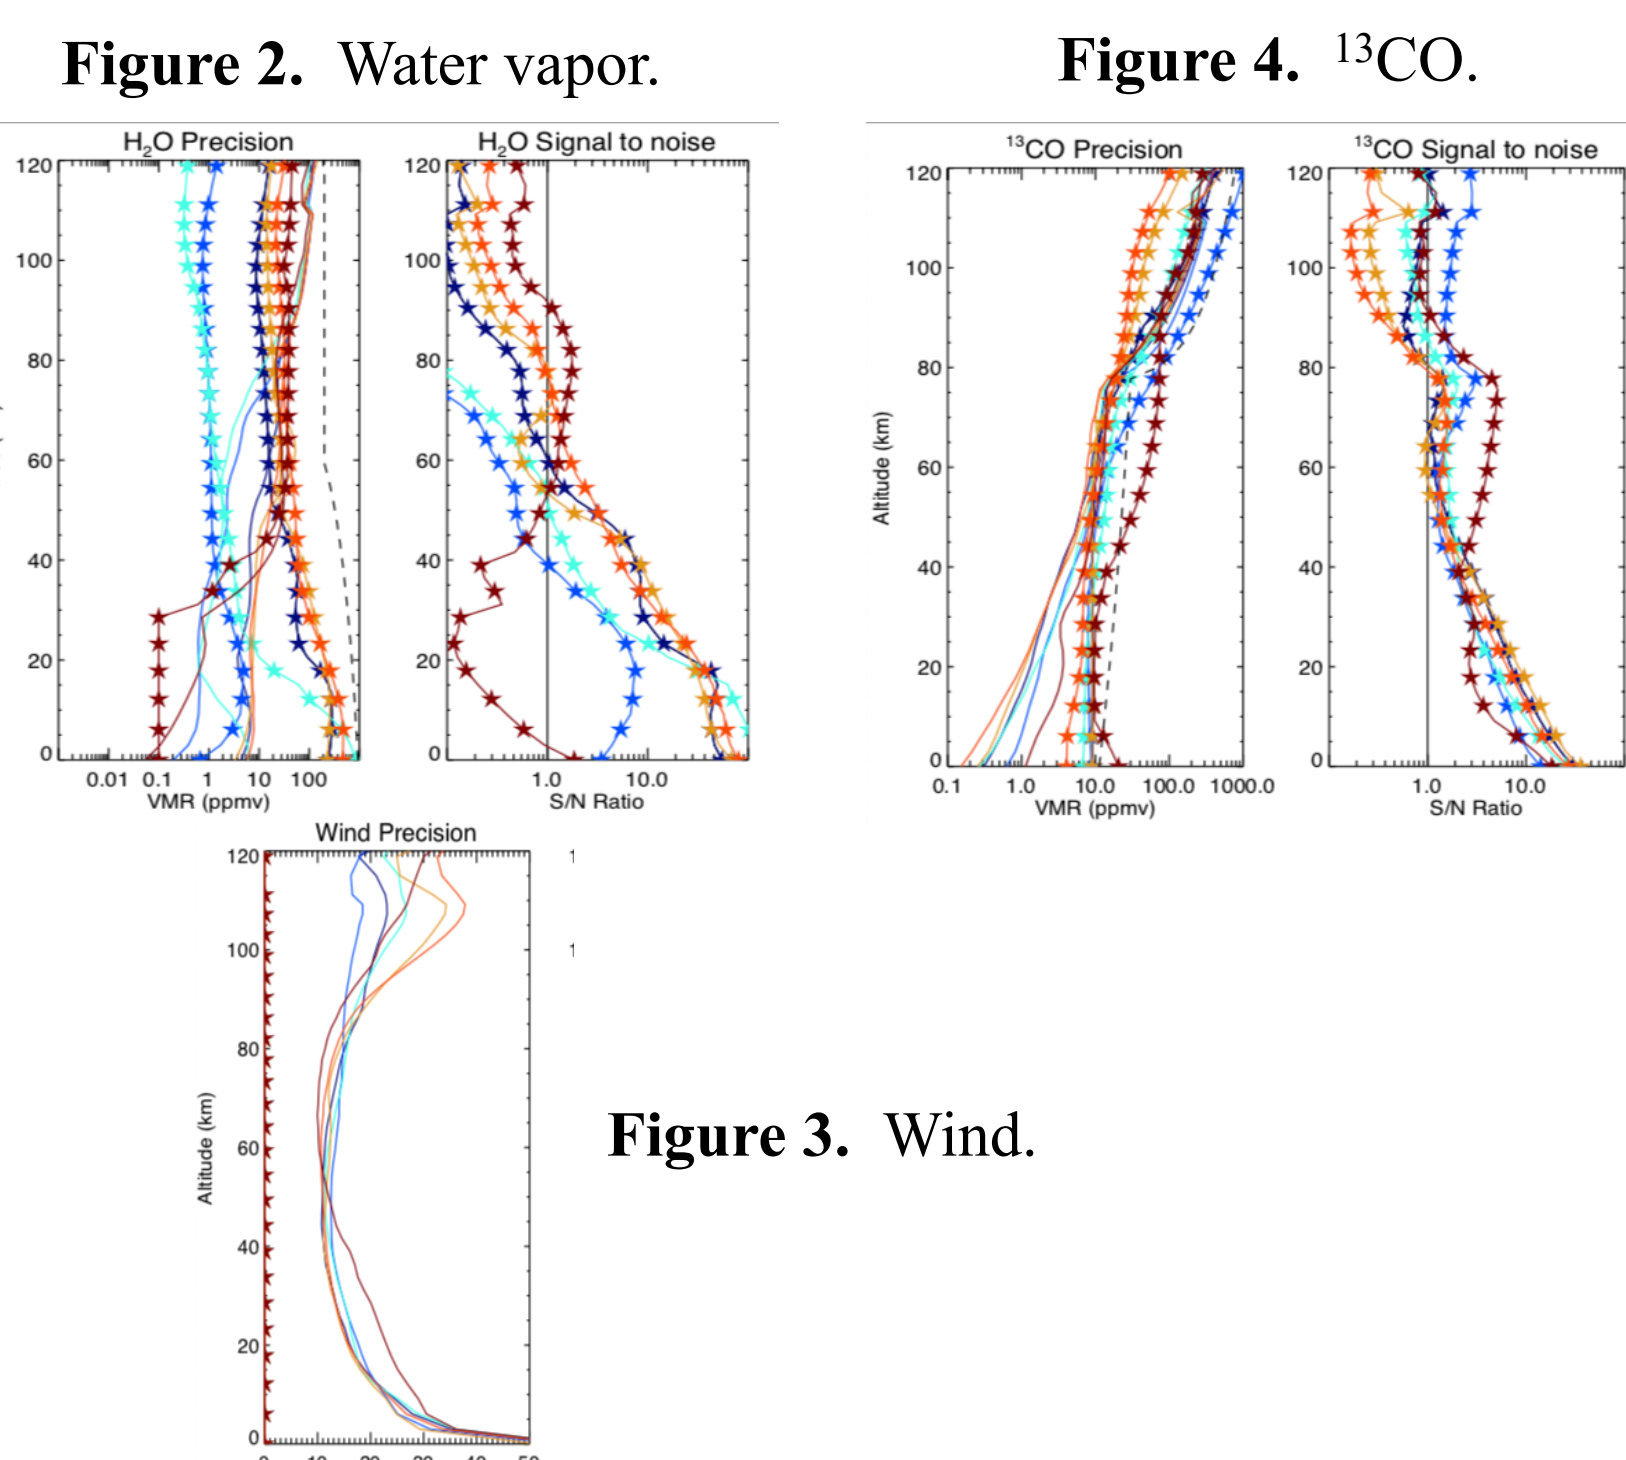 Figure 2. Water vapor.
Figure 4. ¹³CO.
H₂O Precision
H₂O Signal to noise
¹³CO Precision
¹³CO Signal to noise
120
100
80
60
40
20
0
0.01 0.1 1 10 100
VMR (ppmv)
120
100
80
60
40
20
0
1.0 10.0
S/N Ratio
Altitude (km)
120
100
80
60
40
20
0
0.1 1.0 10.0 100.0 1000.0
VMR (ppmv)
120
100
80
60
40
20
0
1.0 10.0
S/N Ratio
Wind Precision
Altitude (km)
120
100
80
60
40
20
0
Figure 3. Wind.